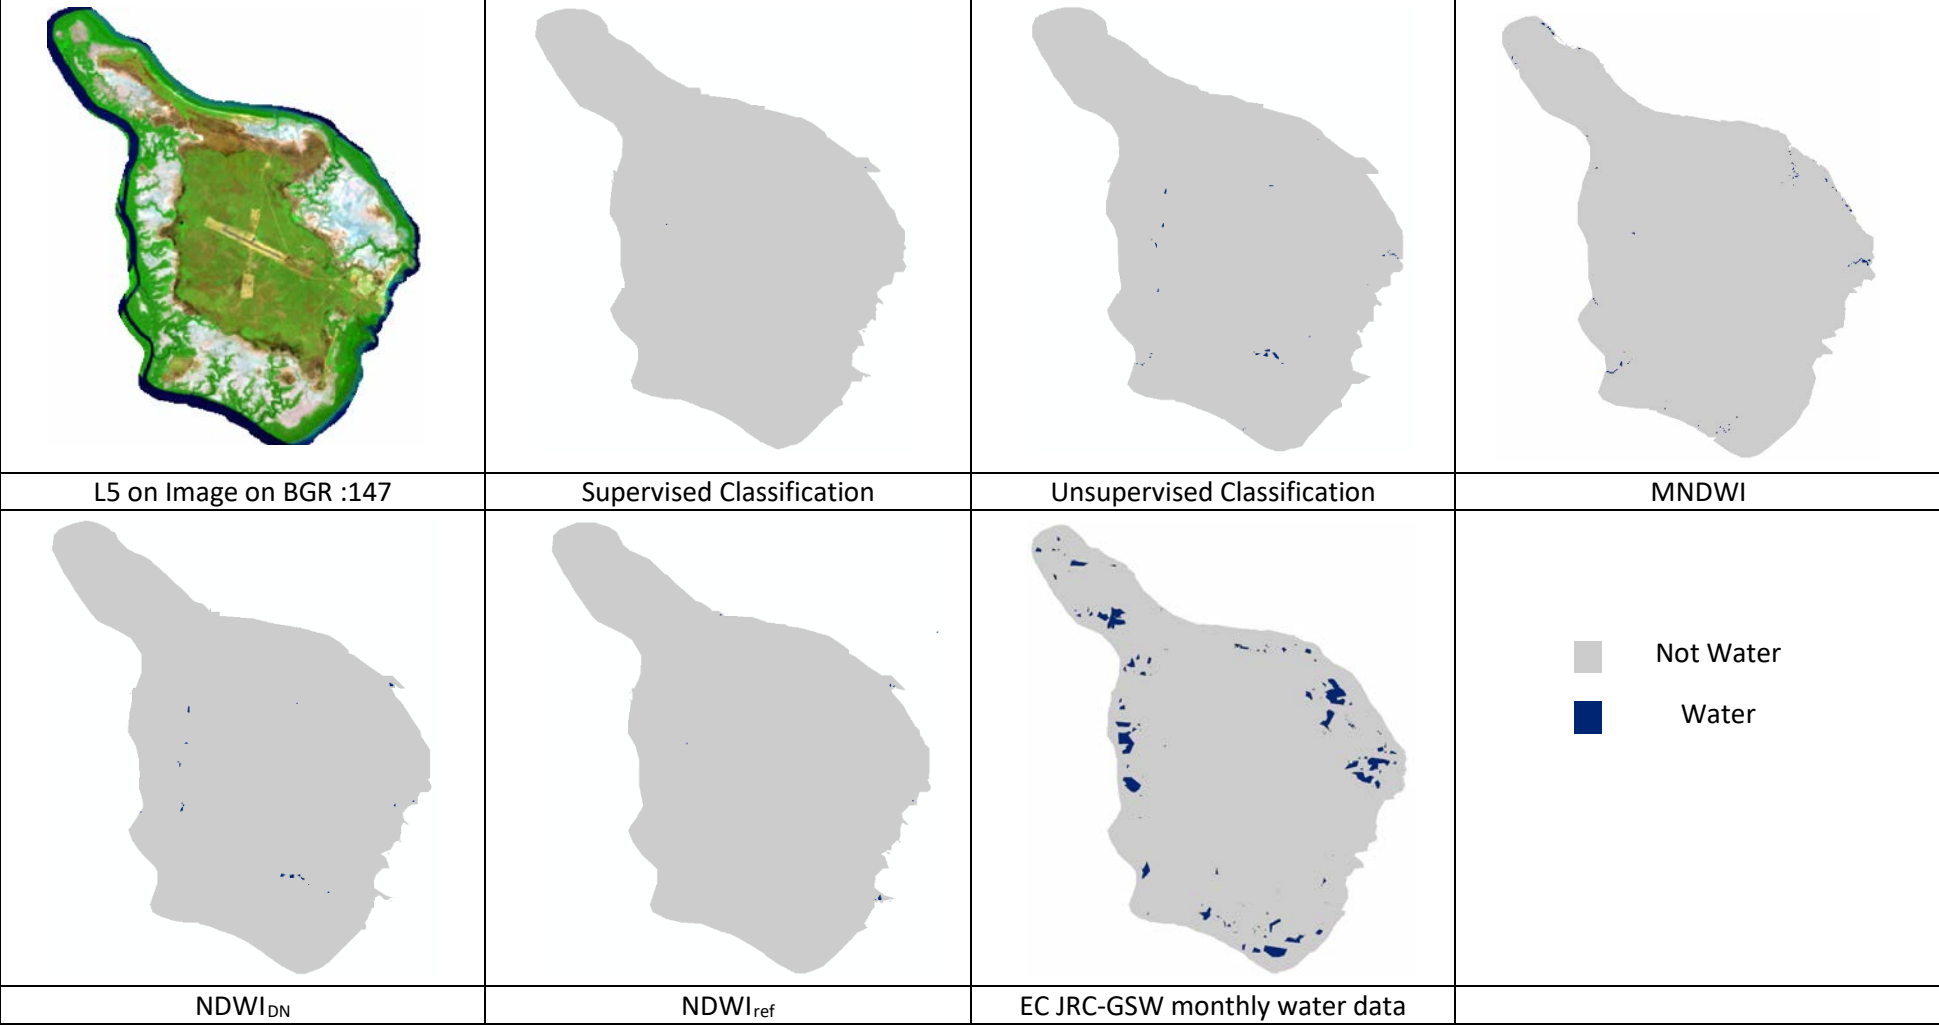 L5 on Image on BGR :147
Supervised Classification
Unsupervised Classification
MNDWI
Not Water
Water
NDWIDN
NDWIref
EC JRC-GSW monthly water data